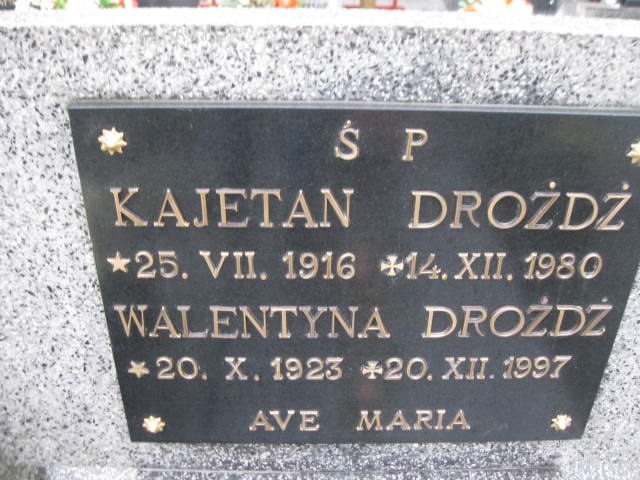 Ś P
KAJETAN DROŻDŻ
★25. VII. 1916 ✠14. XII. 1980
WALENTYNA DROŻDŻ
★20. X. 1923 ✠20. XII. 1997
AVE MARIA